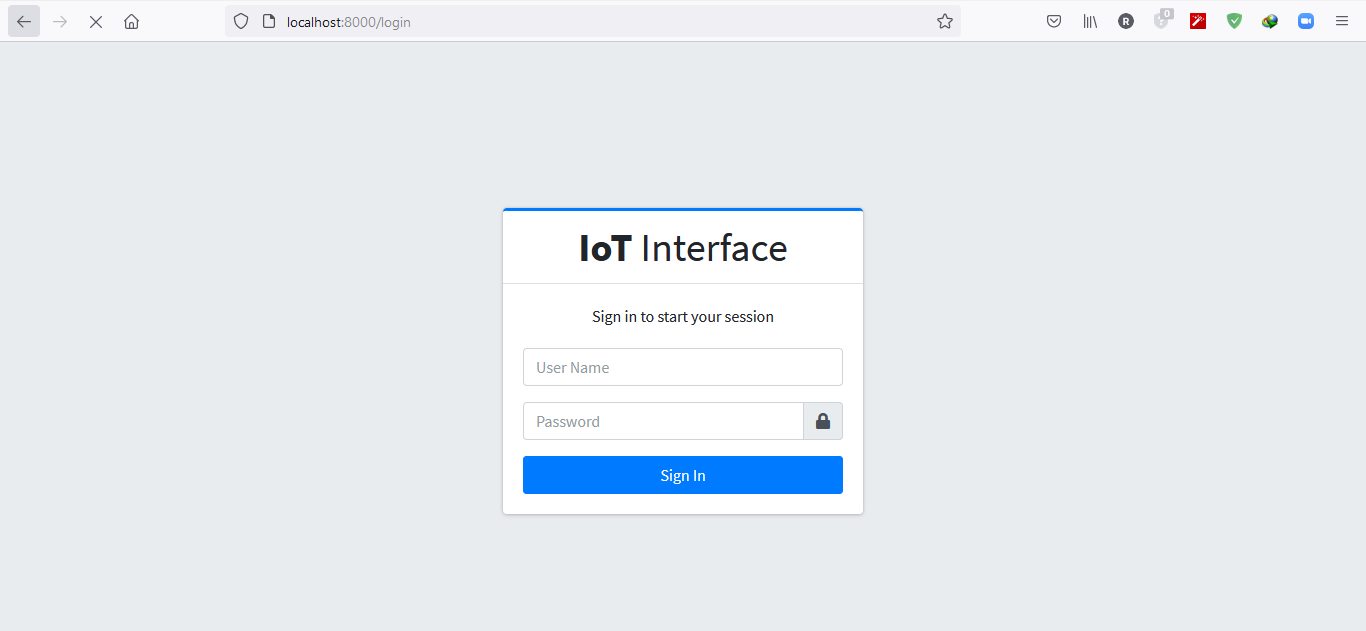 localhost:8000/login
R
0
IoT Interface
Sign in to start your session
User Name
Password
Sign In